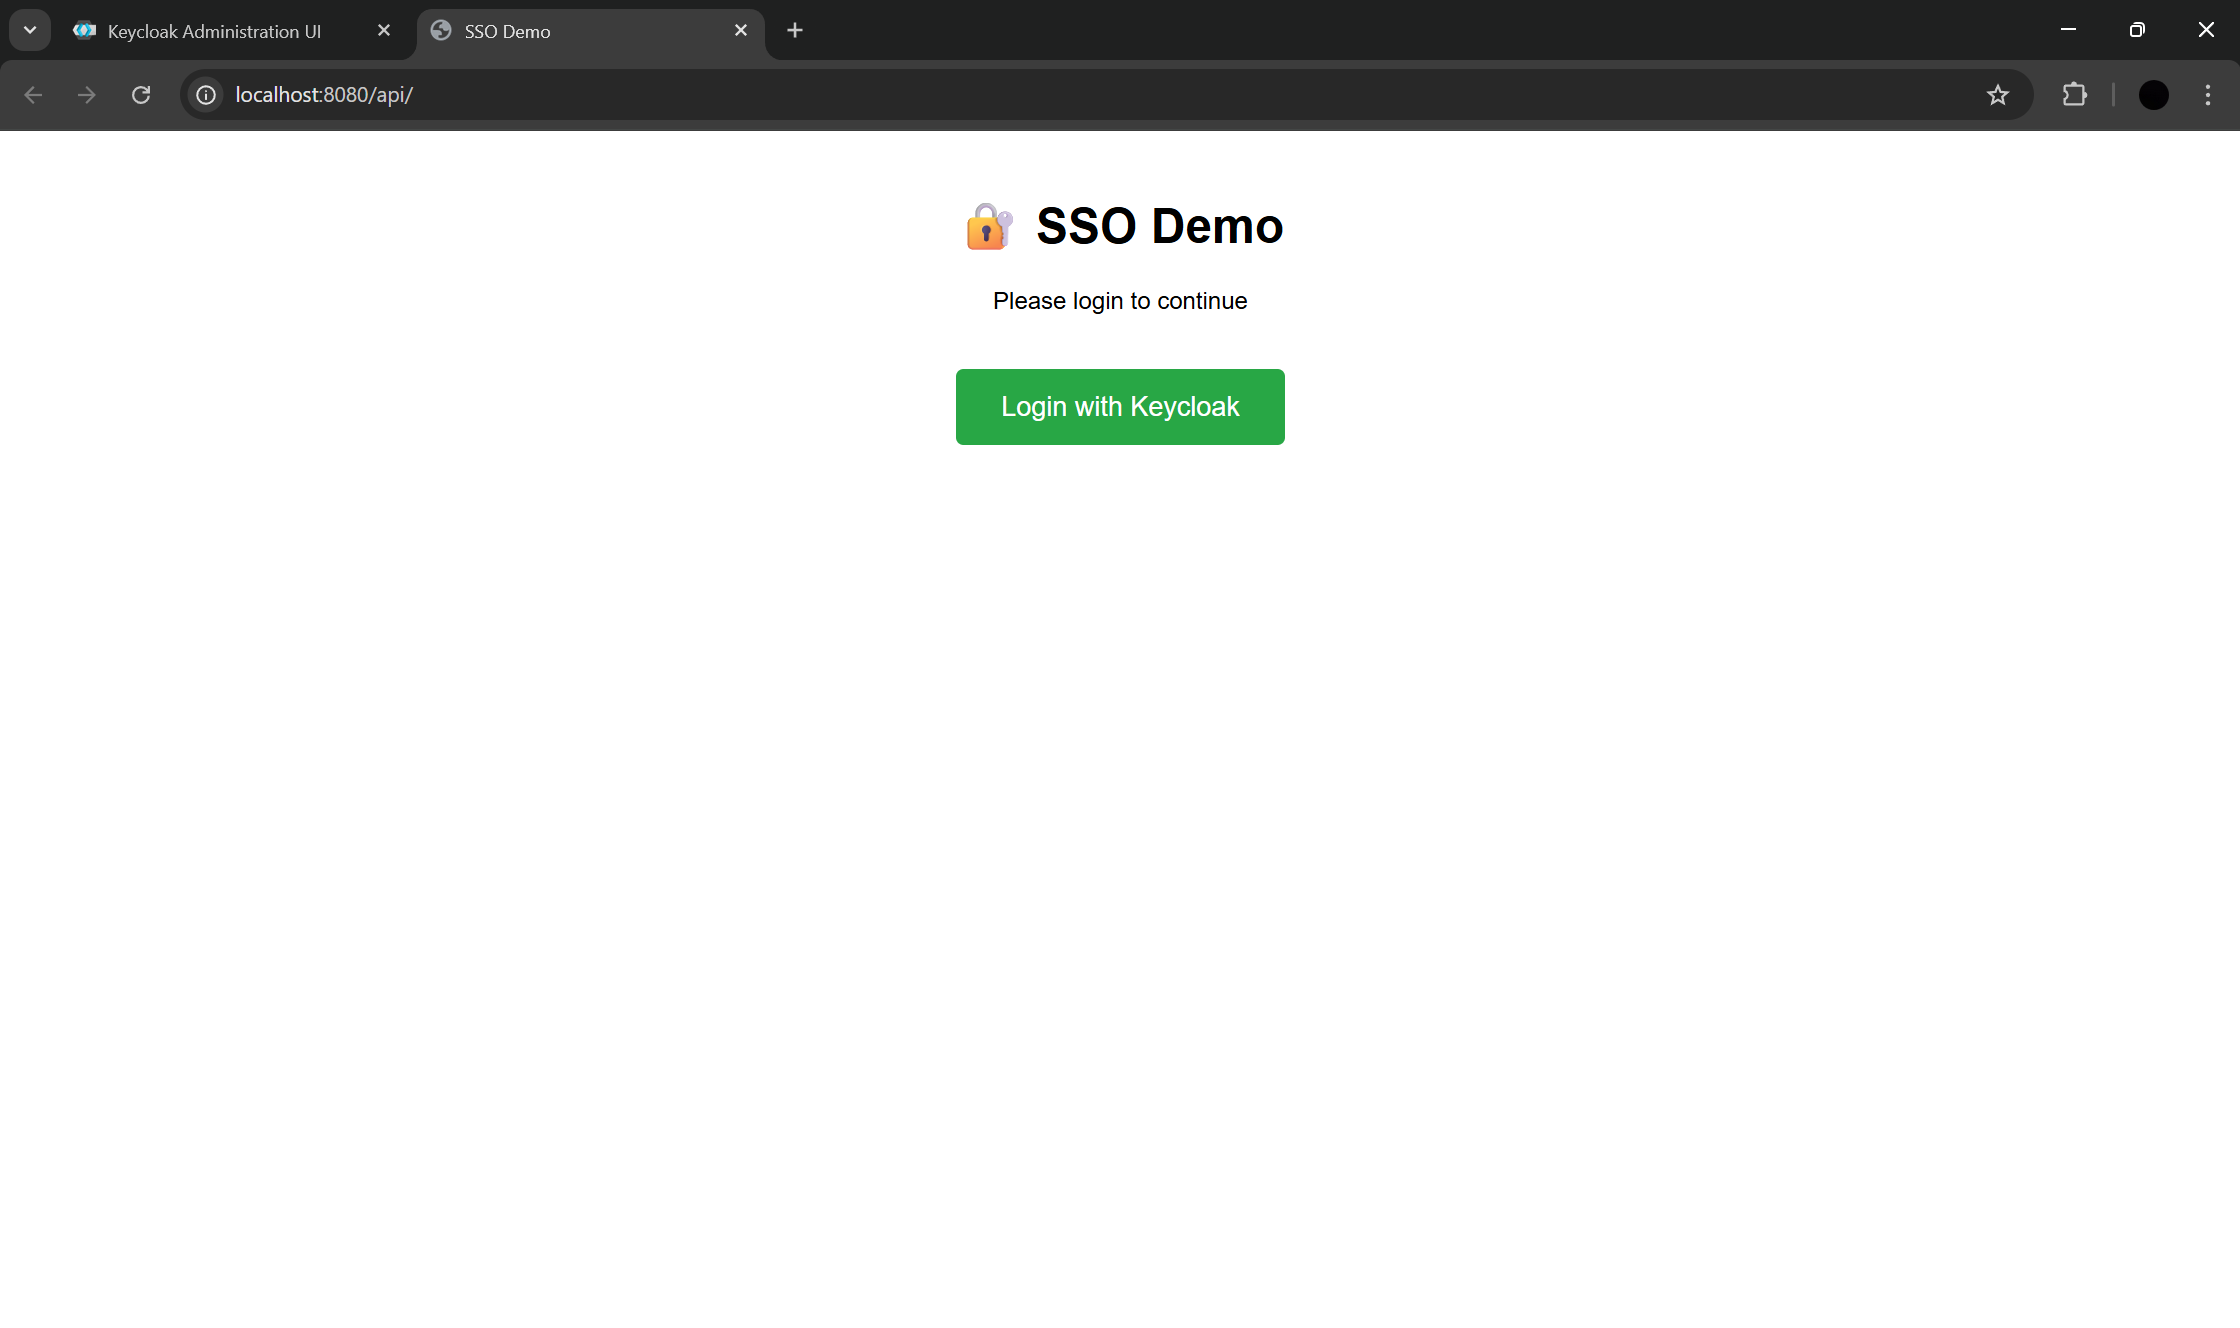 Keycloak Administration UI
SSO Demo
localhost:8080/api/
SSO Demo
Please login to continue
Login with Keycloak